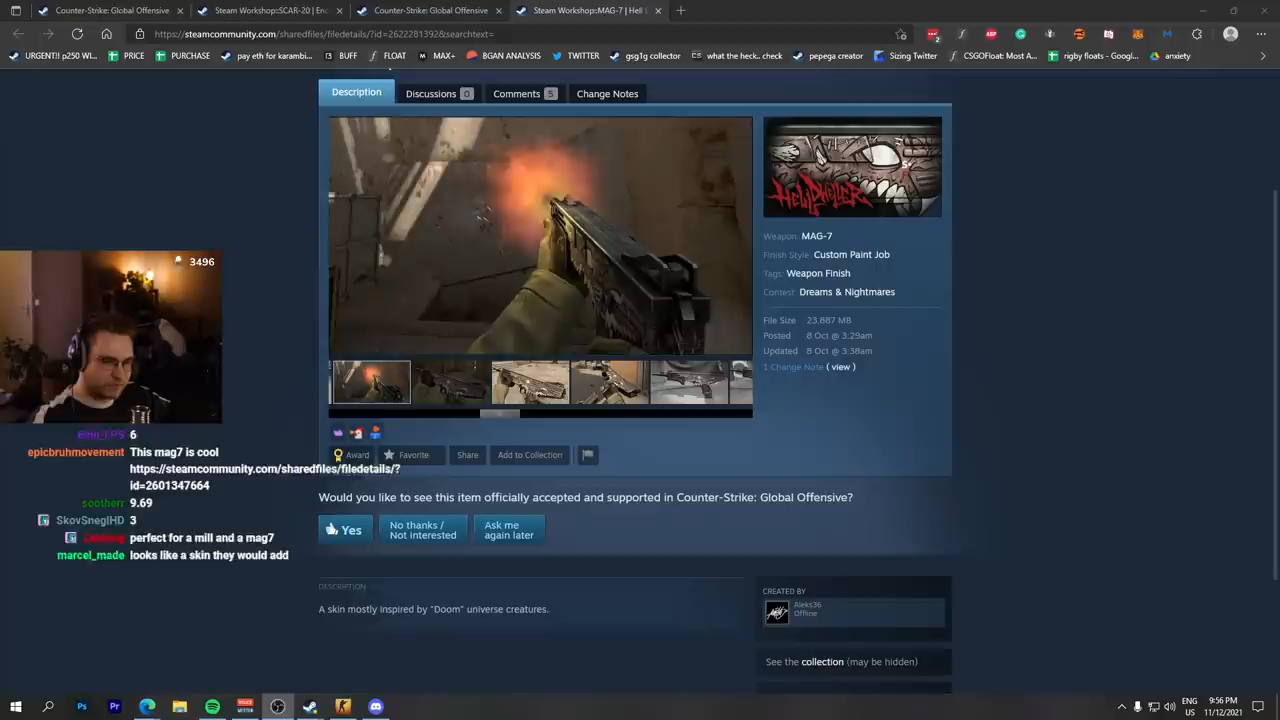 Counter-Strike: Global Offensive
Steam Workshop::SCAR-20 | Enc
Counter-Strike: Global Offensive
Steam Workshop::MAG-7 | Hell
https://steamcommunity.com/sharedfiles/filedetails/?id=2622281392&searchtext=
URGENT!! p250 WI...
PRICE
PURCHASE
pay eth for karambi...
BUFF
FLOAT
MAX+
BGAN ANALYSIS
TWITTER
gsg1g collector
what the heck.. check
pepega creator
Sizing Twitter
CSGOFloat: Most A...
rigby floats - Googl...
anxiety
Description
Discussions 0
Comments 5
Change Notes
HELLDWELLER
Weapon: MAG-7
Finish Style: Custom Paint Job
Tags: Weapon Finish
Contest: Dreams & Nightmares
File Size 23.887 MB
Posted 8 Oct @ 3:29am
Updated 8 Oct @ 3:38am
1 Change Note ( view )
3496
Award
Favorite
Share
Add to Collection
6
epicbruhmovement This mag7 is cool
https://steamcommunity.com/sharedfiles/filedetails/?
id=2601347664
sootherr 9.69
SkovSneglHD 3
perfect for a mill and a mag7
marcel_made looks like a skin they would add
Would you like to see this item officially accepted and supported in Counter-Strike: Global Offensive?
Yes
No thanks /
Not interested
Ask me
again later
DESCRIPTION
A skin mostly inspired by "Doom" universe creatures.
CREATED BY
Aleks36
Offline
See the collection (may be hidden)
ENG
US
9:56 PM
11/12/2021